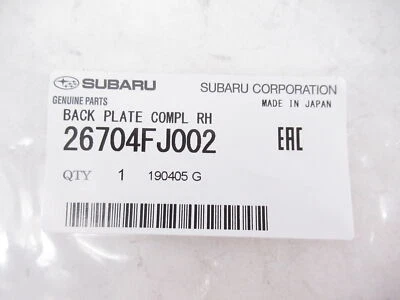 SUBARU SUBARU CORPORATION
GENUINE PARTS MADE IN JAPAN
BACK PLATE COMPL RH
26704FJ002 EAC
QTY 1 190405 G